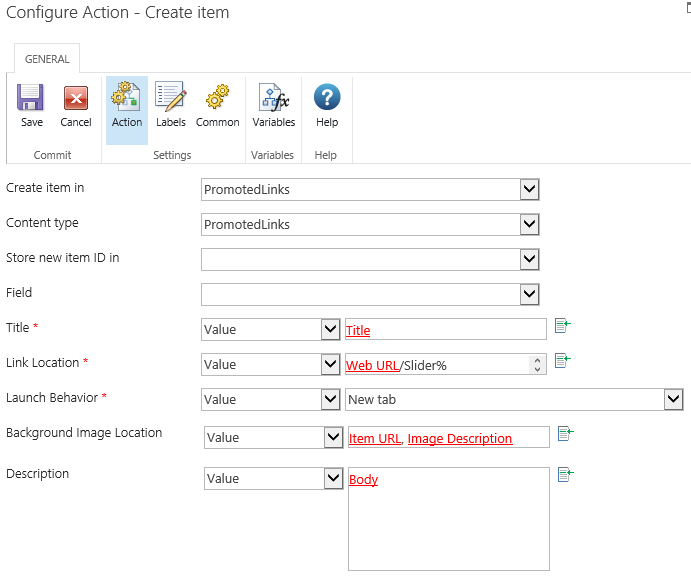 Configure Action - Create item
GENERAL
Save
Cancel
Action
Labels
Common
Variables
Help
Commit
Settings
Variables
Help
Create item in
PromotedLinks
Content type
PromotedLinks
Store new item ID in
Field
Title *
Value
Title
Link Location *
Value
Web URL/Slider%
Launch Behavior *
Value
New tab
Background Image Location
Value
Item URL, Image Description
Description
Value
Body